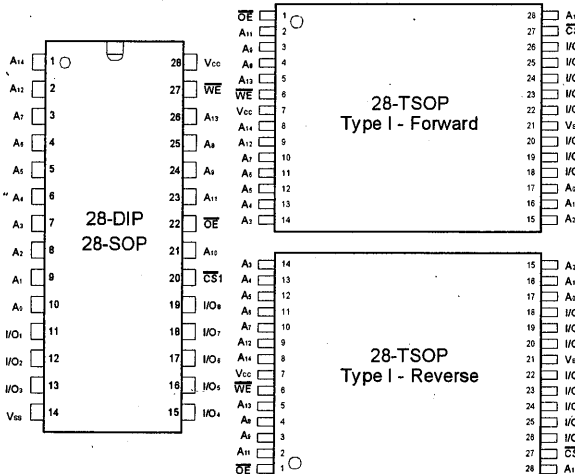 A14 1 28 Vcc
A12 2 27 WE
A7 3 26 A13
A6 4 25 A8
A5 5 24 A9
A4 6 23 A11
A3 7 22 OE
A2 8 21 A10
A1 9 20 CS1
A0 10 19 I/O8
I/O1 11 18 I/O7
I/O2 12 17 I/O6
I/O3 13 16 I/O5
Vss 14 15 I/O4
28-DIP
28-SOP
OE 1 28
A11 2 27
A9 3 26
A8 4 25
A13 5 24
WE 6 23
Vcc 7 22
A14 8 21
A12 9 20
A7 10 19
A6 11 18
A5 12 17
A4 13 16
A3 14 15
28-TSOP
Type I - Forward
A3 14 15
A4 13 16
A5 12 17
A6 11 18
A7 10 19
A12 9 20
A14 8 21
Vcc 7 22
WE 6 23
A13 5 24
A8 4 25
A9 3 26
A11 2 27
OE 1 28
28-TSOP
Type I - Reverse